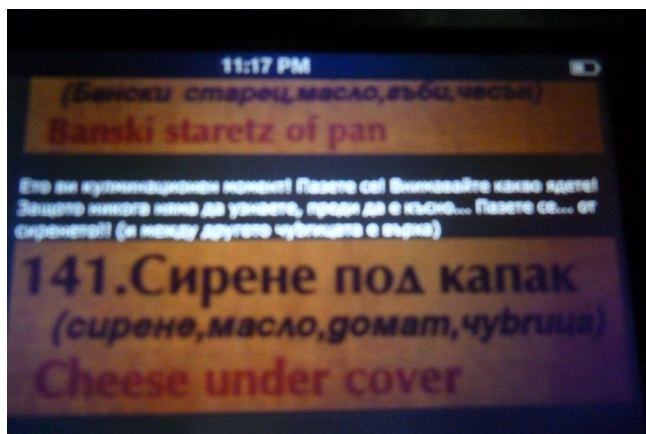 11:17 PM
(Бански старец,масло,гъби,чесън)
Banski staretz of pan
Ето ви кулминационен момент! Пазете се! Внимавайте какво ядете!
Защото никога няма да узнаете, преди да е късно... Пазете се... от
сиренето!! (и между другото чубрицата е върха)
141.Сирене под капак
(сирене,масло,домат,чубрица)
Cheese under cover